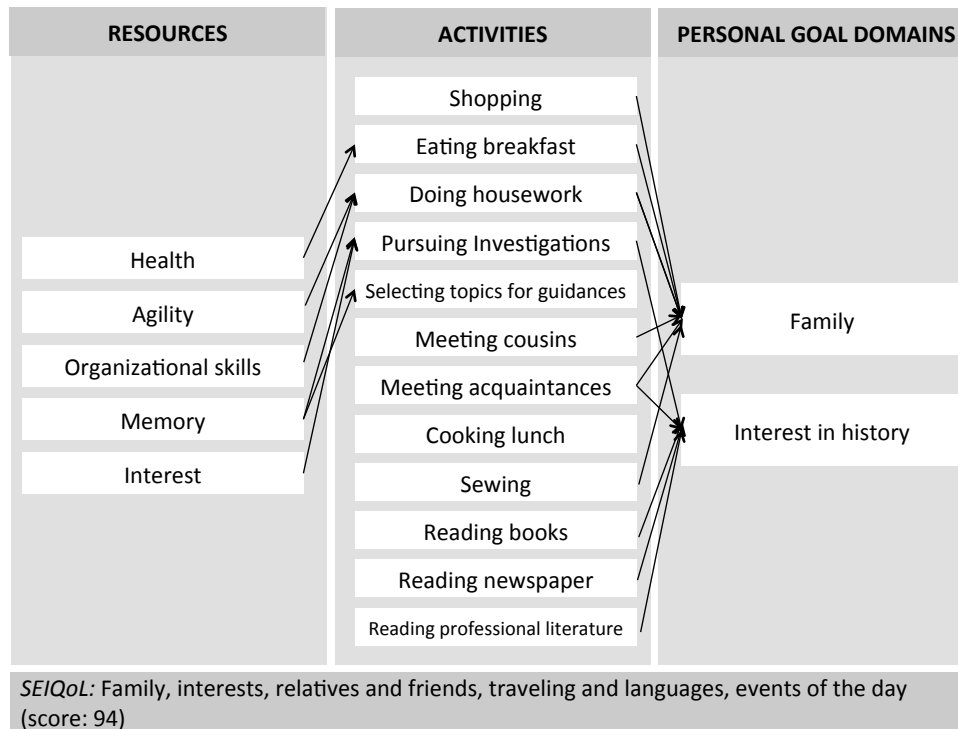 RESOURCES
ACTIVITIES
PERSONAL GOAL DOMAINS
Health
Agility
Organizational skills
Memory
Interest
Shopping
Eating breakfast
Doing housework
Pursuing Investigations
Selecting topics for guidances
Meeting cousins
Meeting acquaintances
Cooking lunch
Sewing
Reading books
Reading newspaper
Reading professional literature
Family
Interest in history
SEIQoL: Family, interests, relatives and friends, traveling and languages, events of the day
(score: 94)